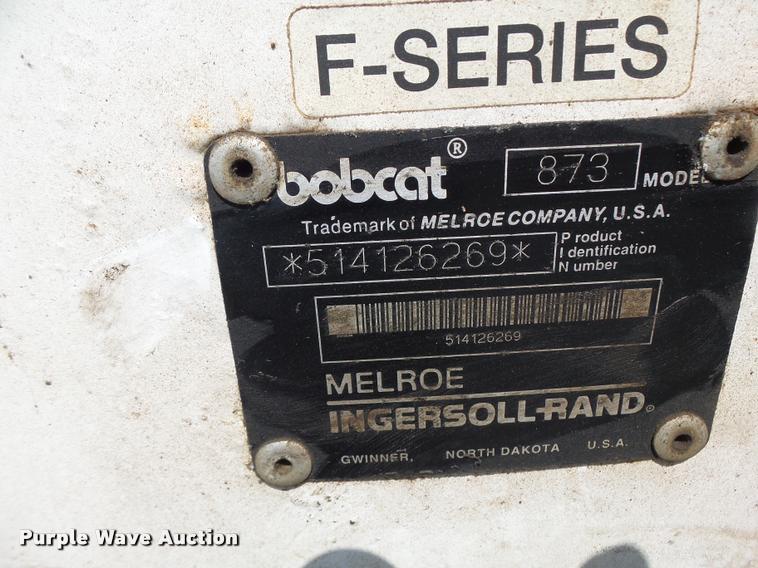 F-SERIES
bobcat®
873 MODEL
Trademark of MELROE COMPANY, U.S.A.
*514126269* Product
Identification
Number
514126269
MELROE
INGERSOLL-RAND®
GWINNER, NORTH DAKOTA U.S.A.
Purple Wave Auction